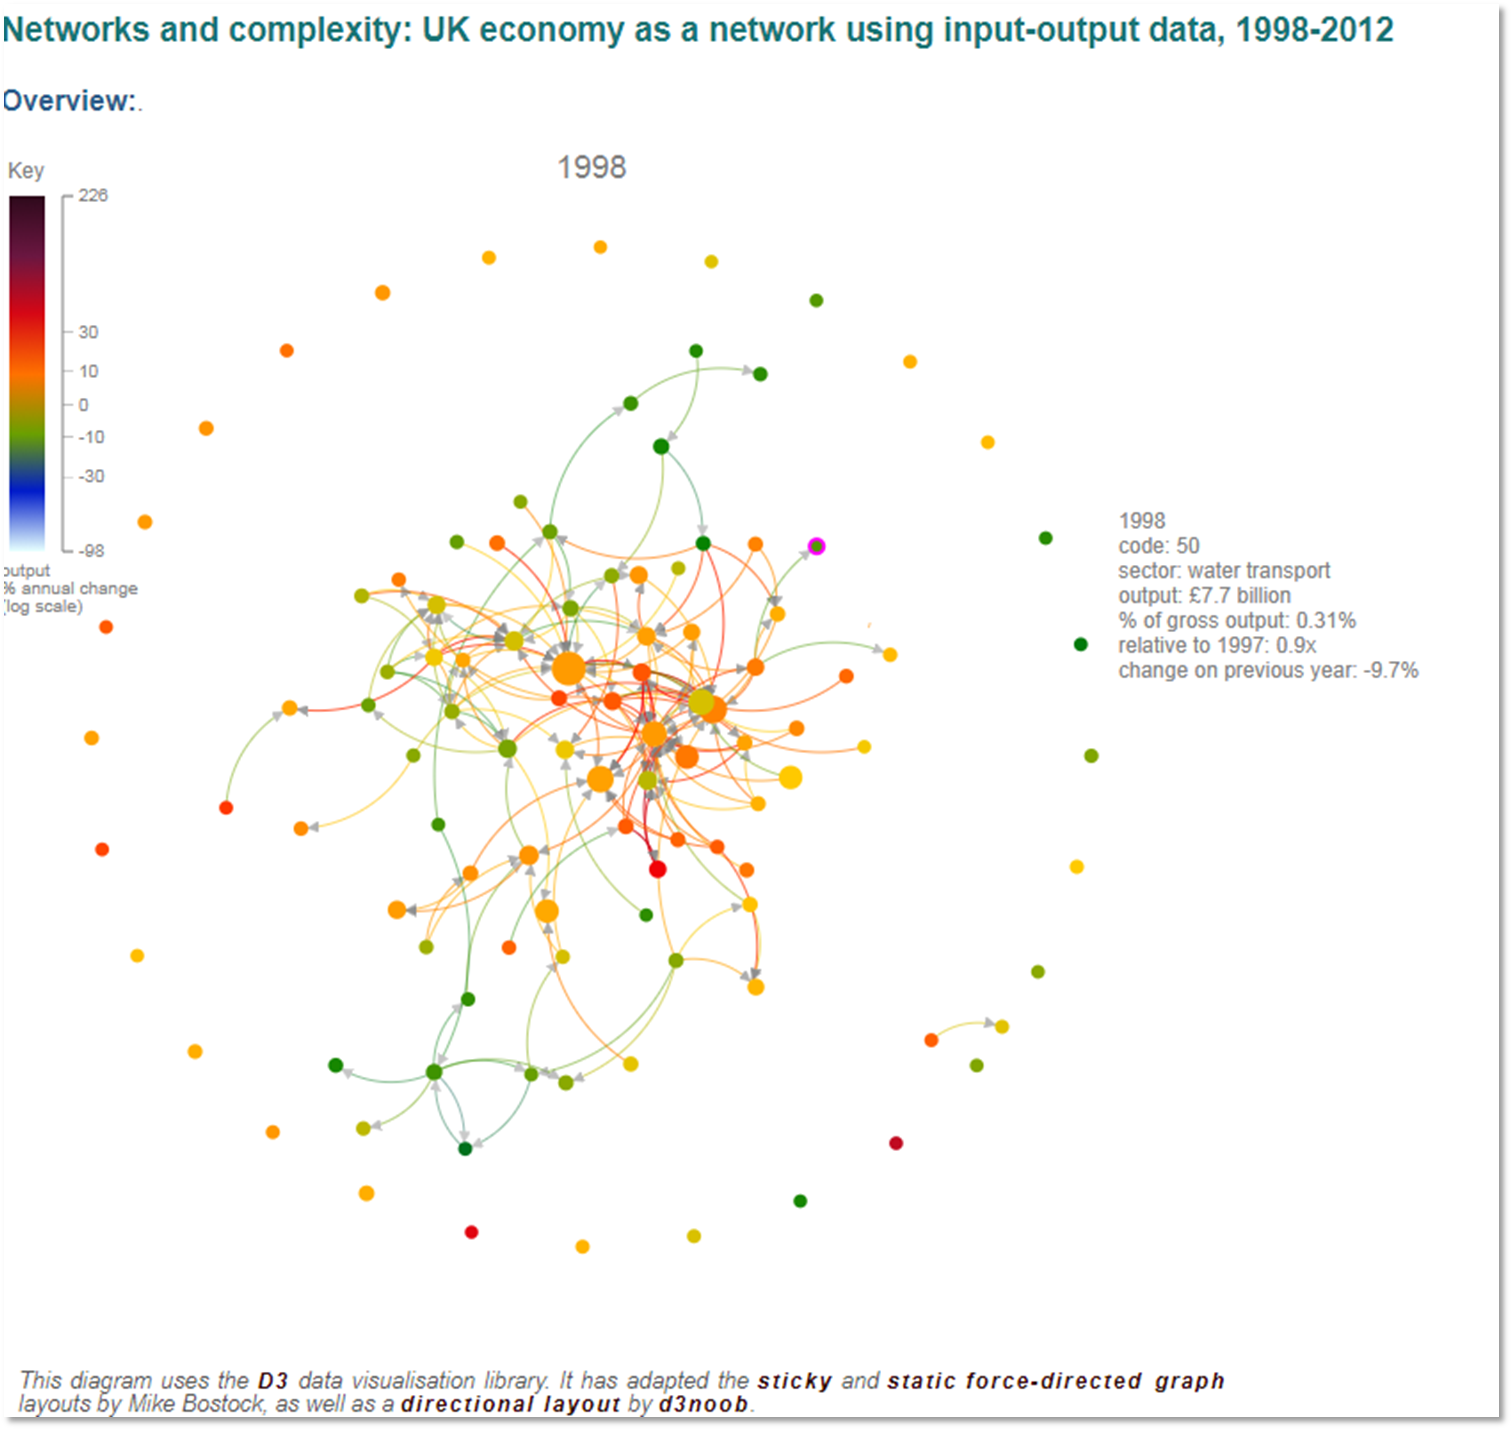 Networks and complexity: UK economy as a network using input-output data, 1998-2012
Overview:.
Key
1998
226
30
10
0
-10
-30
-98
output
% annual change
(log scale)
1998
code: 50
sector: water transport
output: £7.7 billion
% of gross output: 0.31%
relative to 1997: 0.9x
change on previous year: -9.7%
This diagram uses the D3 data visualisation library. It has adapted the sticky and static force-directed graph
layouts by Mike Bostock, as well as a directional layout by d3noob.